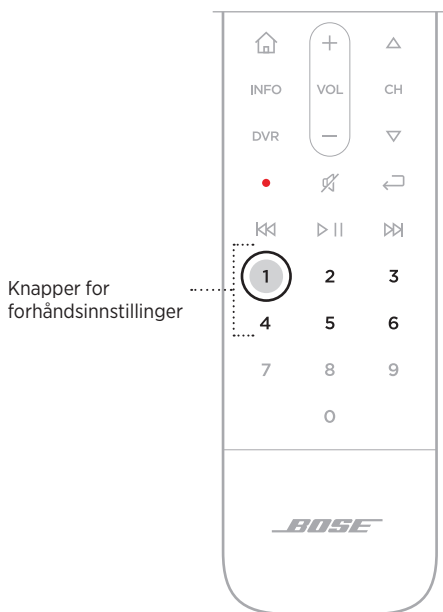 INFO VOL CH
DVR
Knapper for
forhåndsinnstillinger
1 2 3
4 5 6
7 8 9
0
BOSE